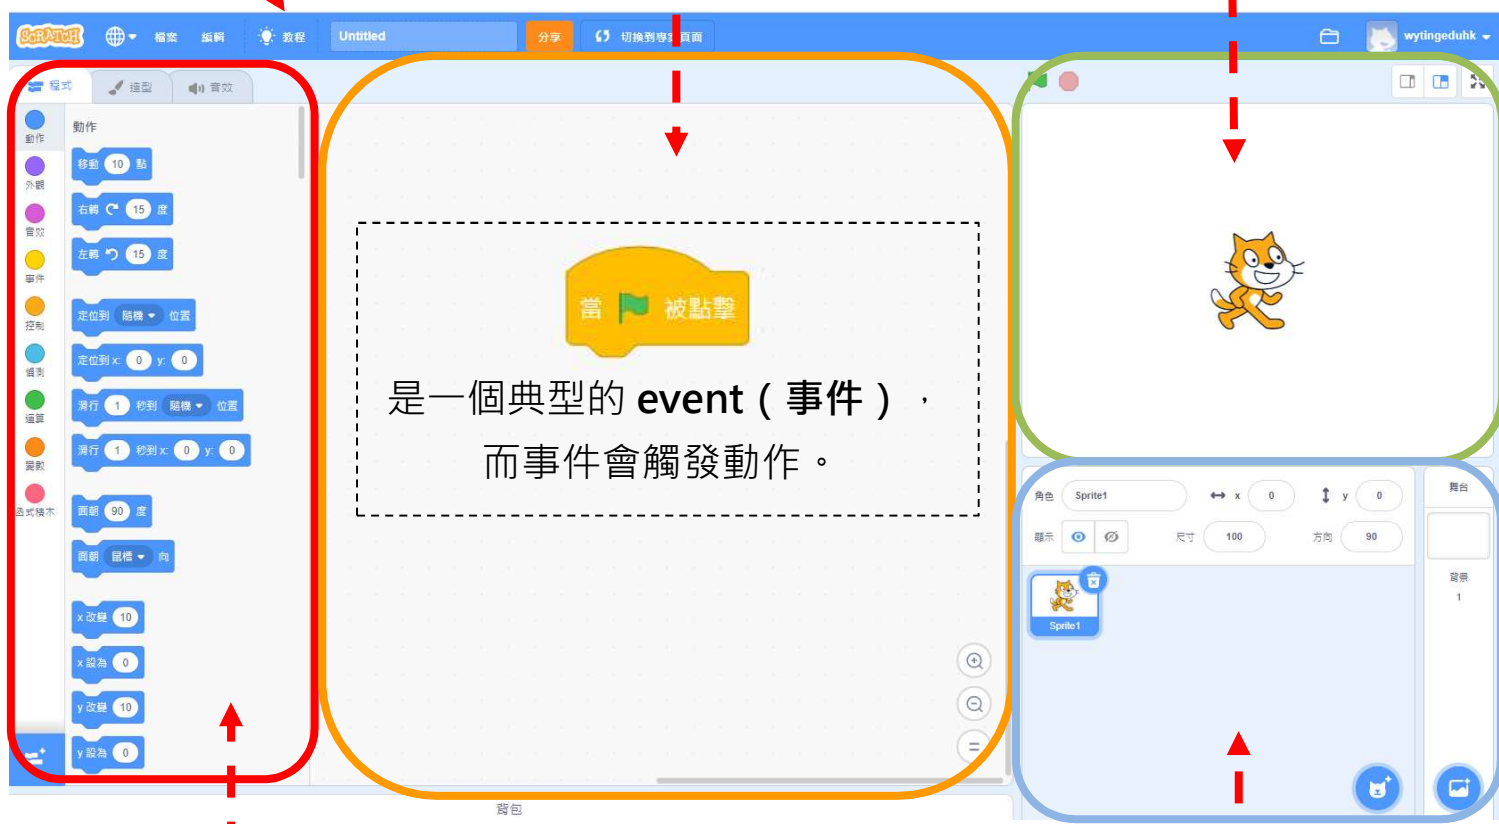 SCRATCH 檔案 編輯 教程 Untitled 分享 切換到專案頁面 wytingeduhk
程式 造型 音效
動作
外觀
音效
事件
控制
偵測
運算
變數
函式積木
動作
移動 10 點
右轉 15 度
左轉 15 度
定位到 隨機 位置
定位到 x: 0 y: 0
滑行 1 秒到 隨機 位置
滑行 1 秒到 x: 0 y: 0
面朝 90 度
面朝 鼠標 向
x 改變 10
x 設為 0
y 改變 10
y 設為 0
當 被點擊
是一個典型的 event（事件），
而事件會觸發動作。
角色 Sprite1 x 0 y 0
顯示 尺寸 100 方向 90
Sprite1
舞台
背景
1
背包